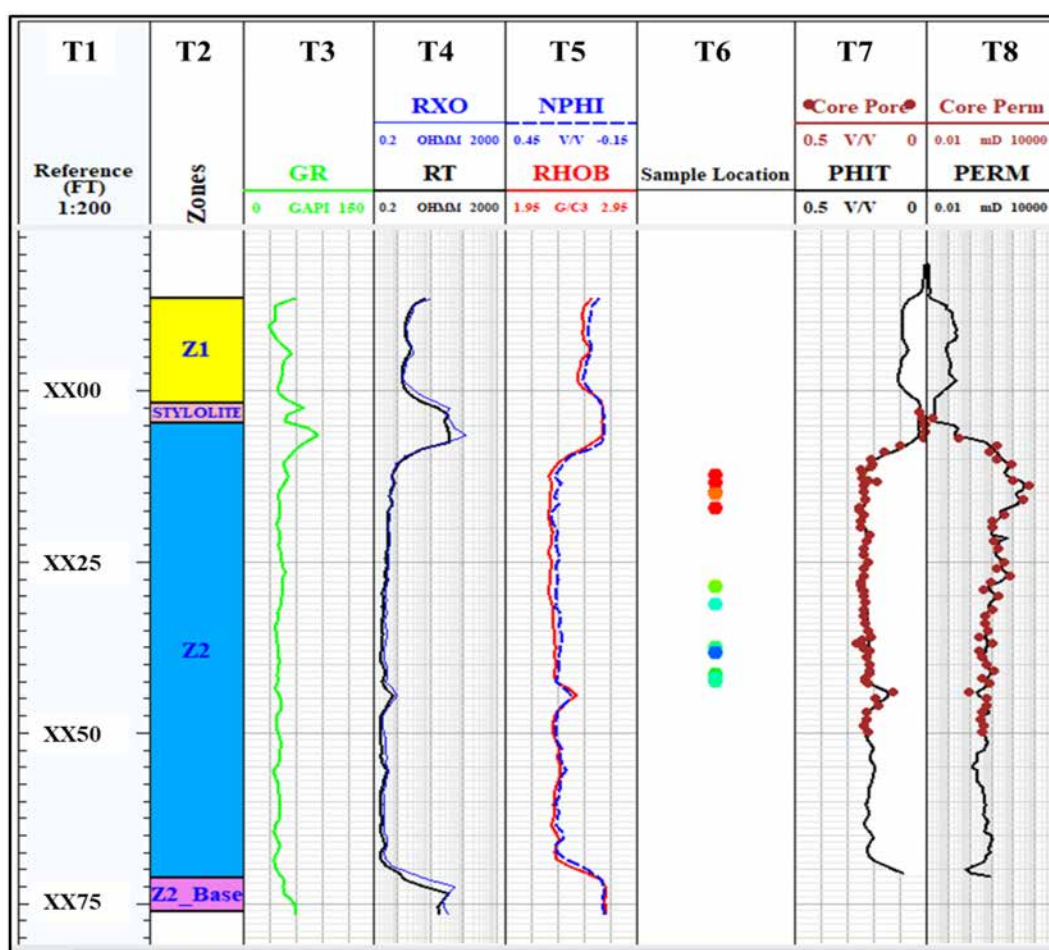 T1 T2 T3 T4 T5 T6 T7 T8
RXO NPHI Core Pore Core Perm
0.2 OHMM 2000 0.45 V/V -0.15 0.5 V/V 0 0.01 mD 10000
Reference
(FT)
1:200
Zones
GR RT RHOB Sample Location PHIT PERM
0 GAPI 150 0.2 OHMM 2000 1.95 G/C3 2.95 0.5 V/V 0 0.01 mD 10000
Z1
XX00
STYLOLITE
XX25
Z2
XX50
Z2_Base
XX75